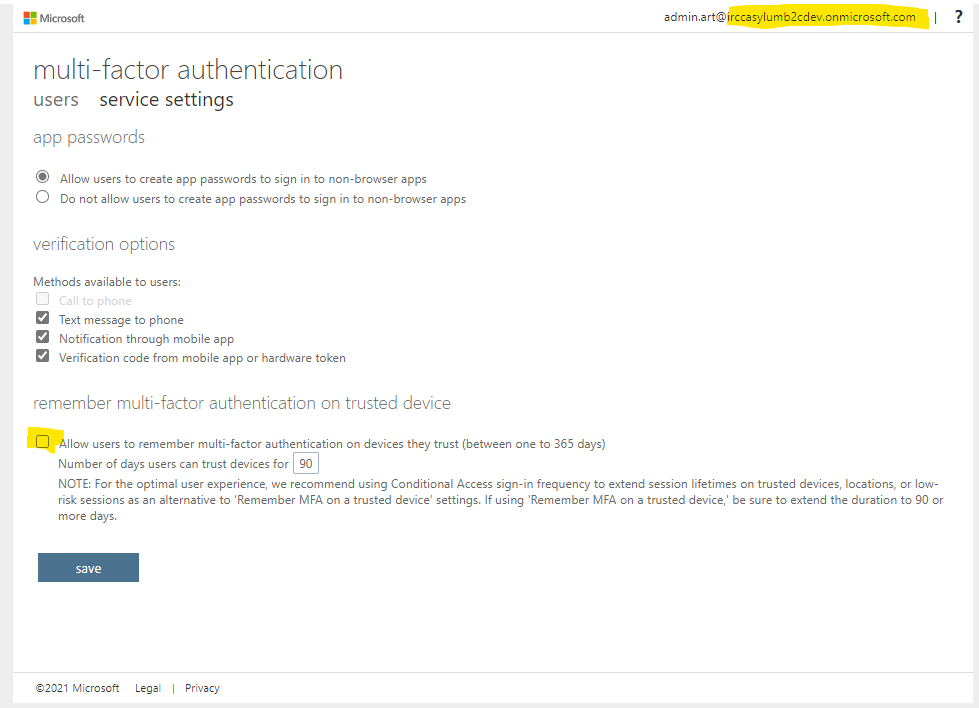 Microsoft
admin.art@irccasylumb2cdev.onmicrosoft.com | ?
multi-factor authentication
users service settings
app passwords
Allow users to create app passwords to sign in to non-browser apps
Do not allow users to create app passwords to sign in to non-browser apps
verification options
Methods available to users:
Call to phone
Text message to phone
Notification through mobile app
Verification code from mobile app or hardware token
remember multi-factor authentication on trusted device
Allow users to remember multi-factor authentication on devices they trust (between one to 365 days)
Number of days users can trust devices for 90
NOTE: For the optimal user experience, we recommend using Conditional Access sign-in frequency to extend session lifetimes on trusted devices, locations, or low-
risk sessions as an alternative to 'Remember MFA on a trusted device' settings. If using 'Remember MFA on a trusted device,' be sure to extend the duration to 90 or
more days.
save
©2021 Microsoft Legal | Privacy